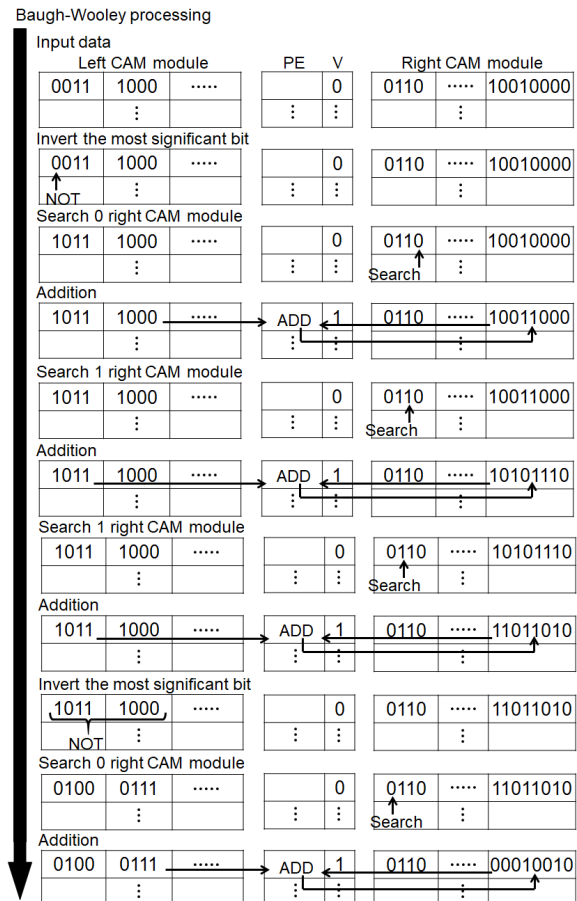 Baugh-Wooley processing
Input data
Left CAM module PE V Right CAM module
0011 1000 ····· 0 0110 ····· 10010000
⋮ ⋮ ⋮ ⋮
Invert the most significant bit
0011 1000 ····· 0 0110 ····· 10010000
⋮ ⋮ ⋮ ⋮
NOT
Search 0 right CAM module
1011 1000 ····· 0 0110 ····· 10010000
⋮ ⋮ ⋮ ⋮
Search
Addition
1011 1000 ····· ADD 1 0110 ····· 10011000
⋮ ⋮ ⋮ ⋮
Search 1 right CAM module
1011 1000 ····· 0 0110 ····· 10011000
⋮ ⋮ ⋮ ⋮
Search
Addition
1011 1000 ····· ADD 1 0110 ····· 10101110
⋮ ⋮ ⋮ ⋮
Search 1 right CAM module
1011 1000 ····· 0 0110 ····· 10101110
⋮ ⋮ ⋮ ⋮
Search
Addition
1011 1000 ····· ADD 1 0110 ····· 11011010
⋮ ⋮ ⋮ ⋮
Invert the most significant bit
1011 1000 ····· 0 0110 ····· 11011010
⋮ ⋮ ⋮ ⋮
NOT
Search 0 right CAM module
0100 0111 ····· 0 0110 ····· 11011010
⋮ ⋮ ⋮ ⋮
Search
Addition
0100 0111 ····· ADD 1 0110 ····· 00010010
⋮ ⋮ ⋮ ⋮